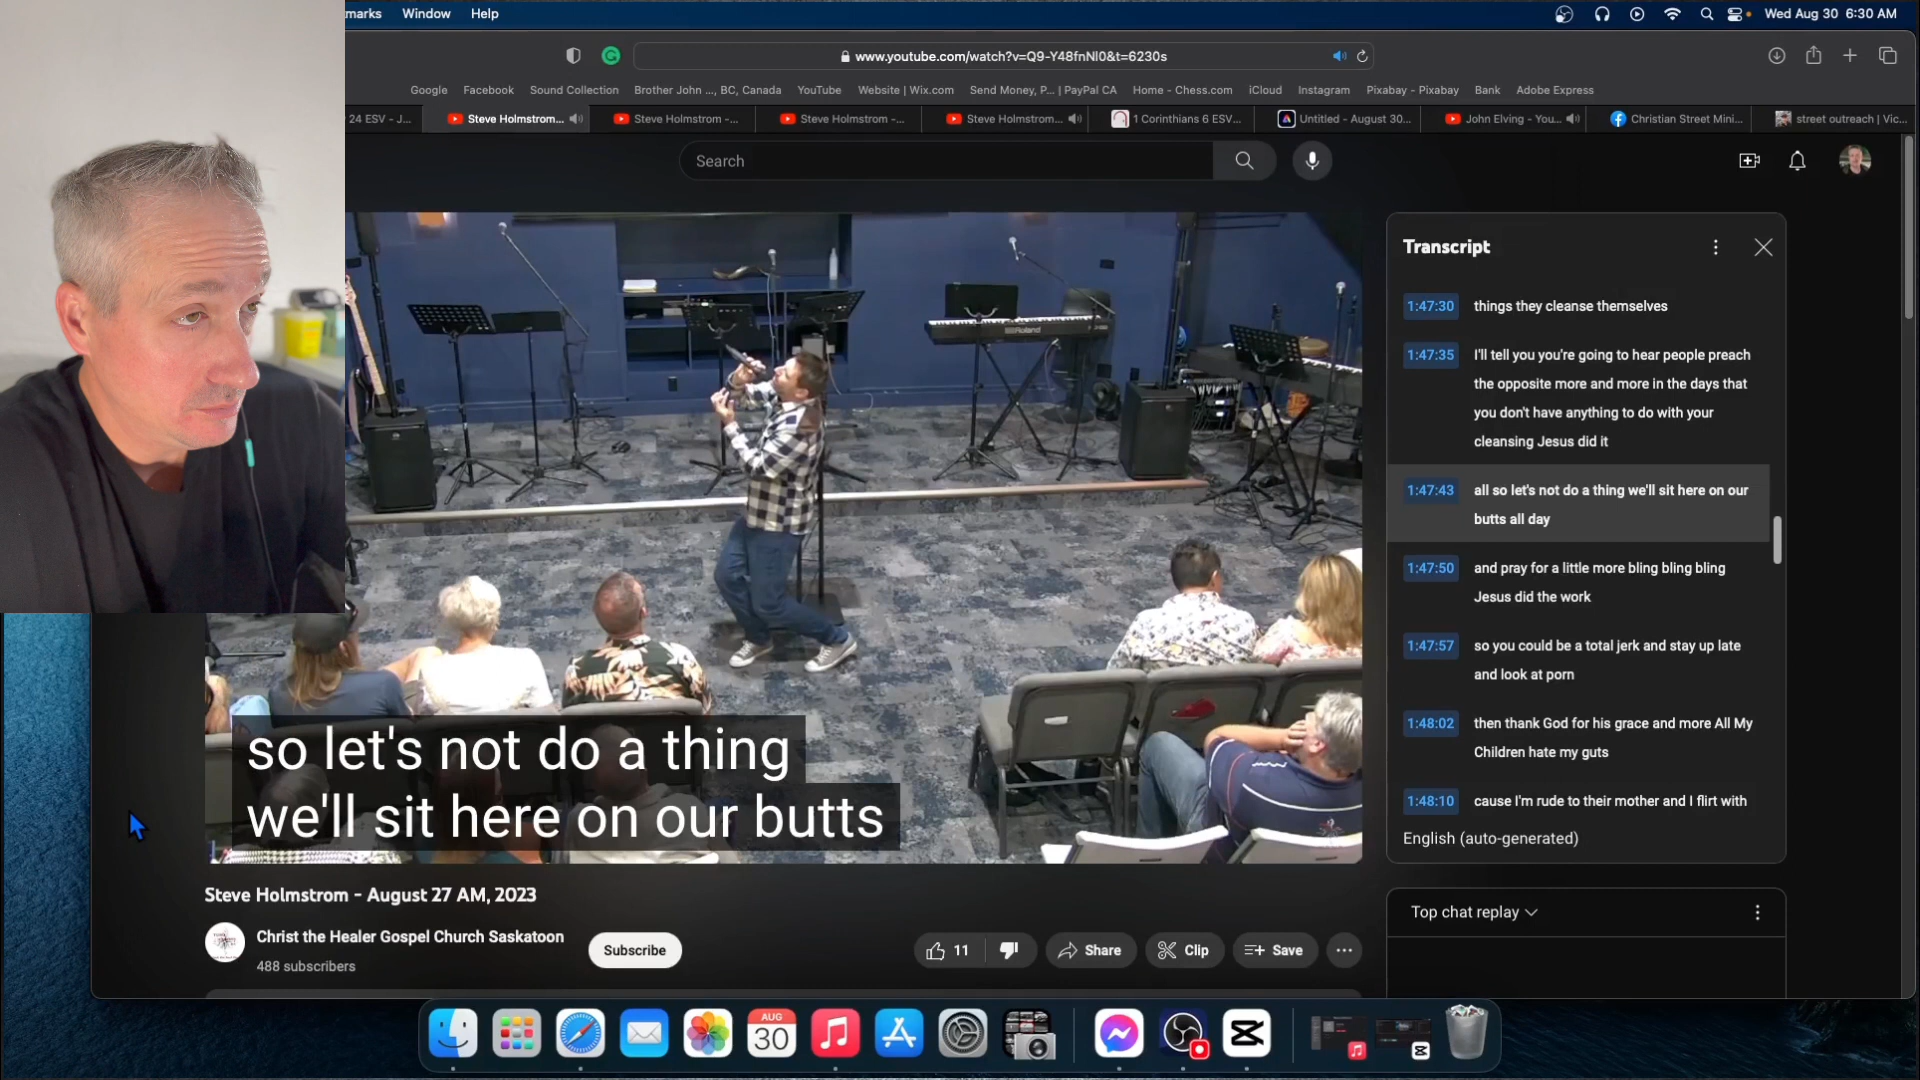 marks Window Help Wed Aug 30 6:30 AM
www.youtube.com/watch?v=Q9-Y48fnNl0&t=6230s
Google Facebook Sound Collection Brother John ..., BC, Canada YouTube Website | Wix.com Send Money, P... | PayPal CA Home - Chess.com iCloud Instagram Pixabay - Pixabay Bank Adobe Express
24 ESV - J... Steve Holmstrom... Steve Holmstrom -... Steve Holmstrom -... Steve Holmstrom... 1 Corinthians 6 ESV... Untitled - August 30... John Elving - You... Christian Street Mini... street outreach | Vic...
Search
Transcript
1:47:30 things they cleanse themselves
1:47:35 I'll tell you you're going to hear people preach
the opposite more and more in the days that
you don't have anything to do with your
cleansing Jesus did it
1:47:43 all so let's not do a thing we'll sit here on our
butts all day
1:47:50 and pray for a little more bling bling bling
Jesus did the work
1:47:57 so you could be a total jerk and stay up late
and look at porn
1:48:02 then thank God for his grace and more All My
Children hate my guts
1:48:10 cause I'm rude to their mother and I flirt with
English (auto-generated)
Roland
so let's not do a thing
we'll sit here on our butts
Steve Holmstrom - August 27 AM, 2023
Christ the Healer Gospel Church Saskatoon
488 subscribers
Subscribe
11 Share Clip Save
Top chat replay
AUG
30